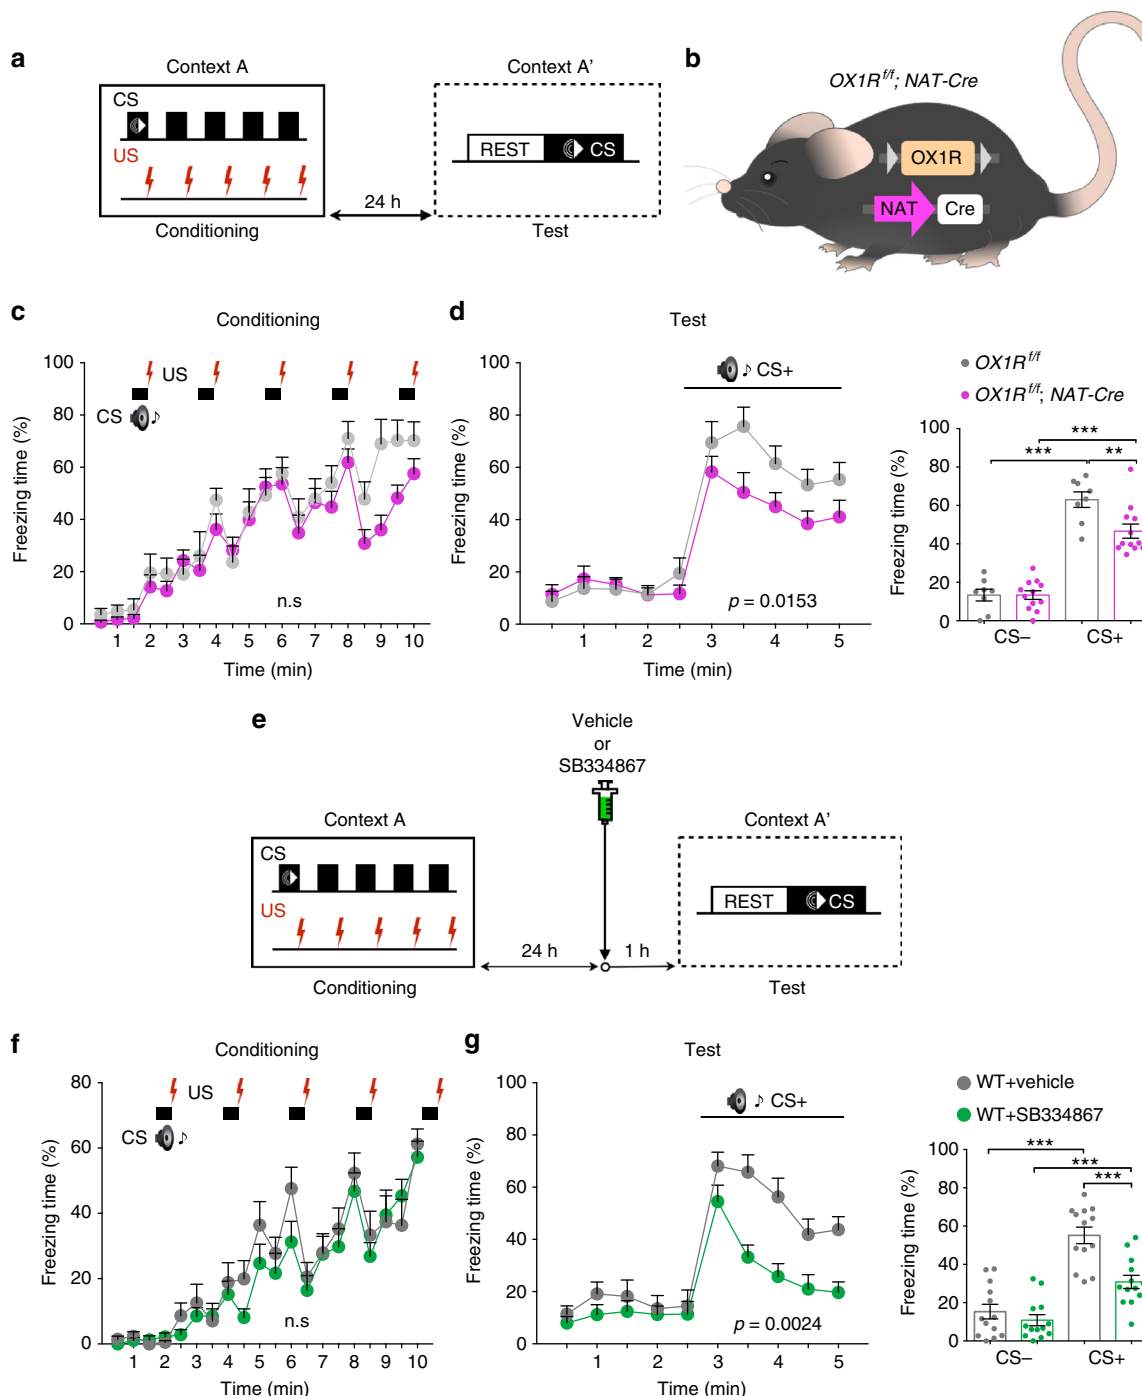 a
Context A
Context A'
CS
US
REST
CS
24 h
Conditioning
Test
b
OX1R^f/f; NAT-Cre
OX1R
NAT
Cre
c
Conditioning
Freezing time (%)
100
80
60
40
20
0
US
CS
n.s
1 2 3 4 5 6 7 8 9 10
Time (min)
d
Test
Freezing time (%)
100
80
60
40
20
0
CS+
p = 0.0153
1 2 3 4 5
Time (min)
OX1R^f/f
OX1R^f/f; NAT-Cre
Freezing time (%)
100
80
60
40
20
0
***
*** **
CS– CS+
e
Vehicle
or
SB334867
Context A
Context A'
CS
US
REST
CS
24 h
1 h
Conditioning
Test
f
Conditioning
Freezing time (%)
80
60
40
20
0
US
CS
n.s
1 2 3 4 5 6 7 8 9 10
Time (min)
g
Test
Freezing time (%)
100
80
60
40
20
0
CS+
p = 0.0024
1 2 3 4 5
Time (min)
WT+vehicle
WT+SB334867
Freezing time (%)
100
80
60
40
20
0
***
***
***
CS– CS+